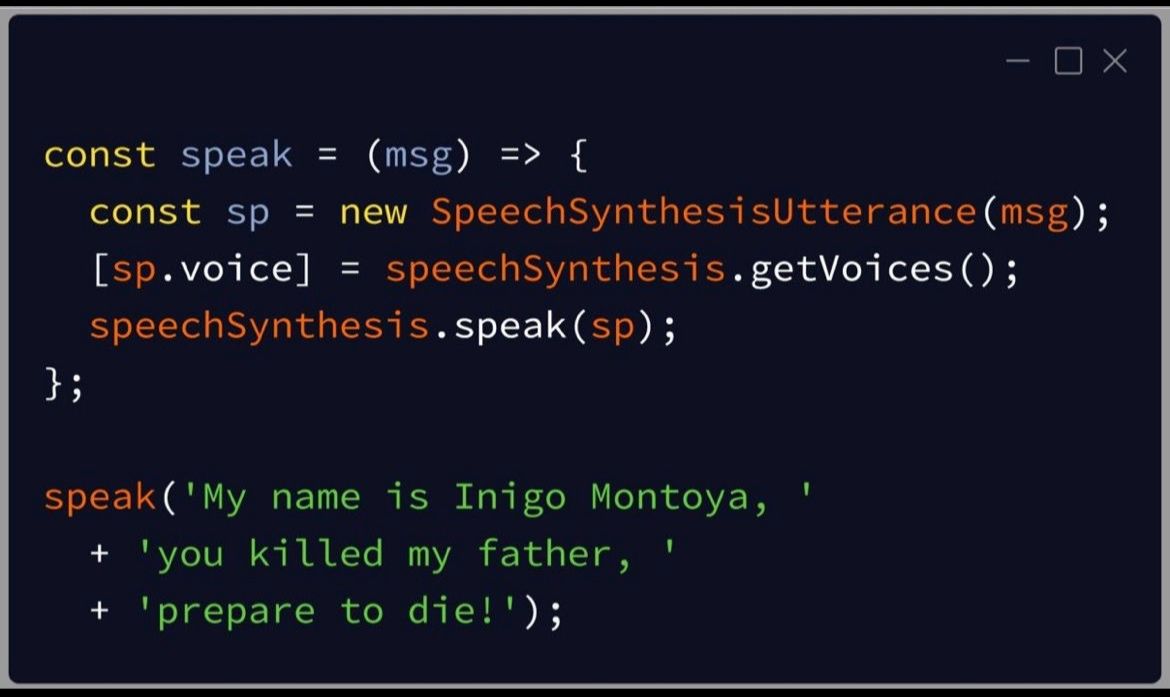 const speak = (msg) => {
  const sp = new SpeechSynthesisUtterance(msg);
  [sp.voice] = speechSynthesis.getVoices();
  speechSynthesis.speak(sp);
};

speak('My name is Inigo Montoya, '
  + 'you killed my father, '
  + 'prepare to die!');